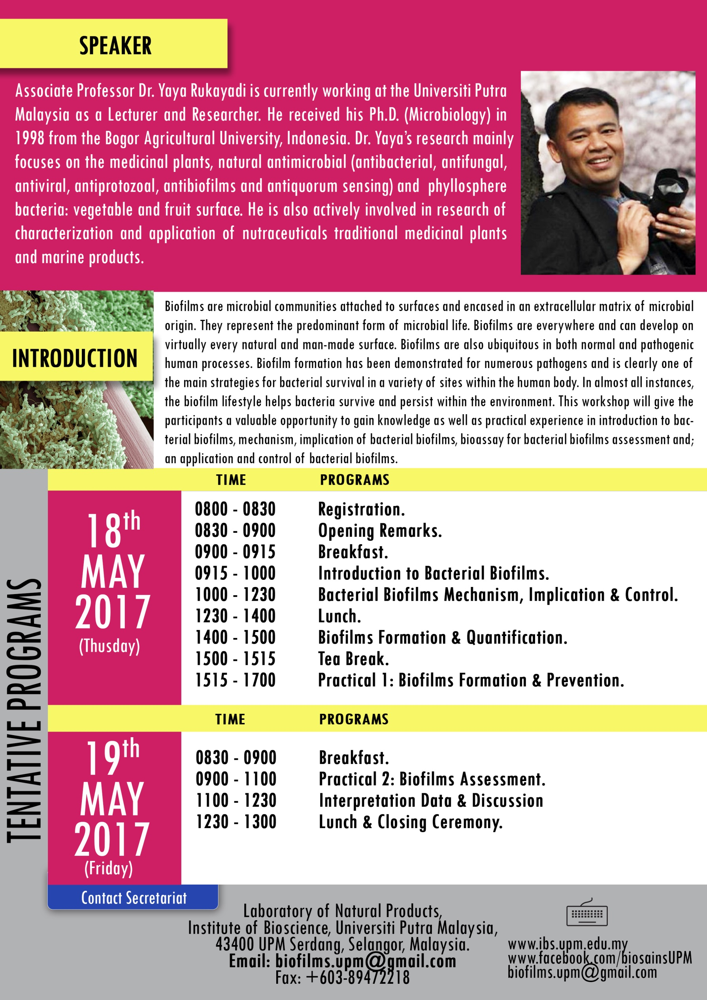 SPEAKER
Associate Professor Dr. Yaya Rukayadi is currently working at the Universiti Putra
Malaysia as a Lecturer and Researcher. He received his Ph.D. (Microbiology) in
1998 from the Bogor Agricultural University, Indonesia. Dr. Yaya’s research mainly
focuses on the medicinal plants, natural antimicrobial (antibacterial, antifungal,
antiviral, antiprotozoal, antibiofilms and antiquorum sensing) and phyllosphere
bacteria: vegetable and fruit surface. He is also actively involved in research of
characterization and application of nutraceuticals traditional medicinal plants
and marine products.
INTRODUCTION
Biofilms are microbial communities attached to surfaces and encased in an extracellular matrix of microbial
origin. They represent the predominant form of microbial life. Biofilms are everywhere and can develop on
virtually every natural and man-made surface. Biofilms are also ubiquitous in both normal and pathogenic
human processes. Biofilm formation has been demonstrated for numerous pathogens and is clearly one of
the main strategies for bacterial survival in a variety of sites within the human body. In almost all instances,
the biofilm lifestyle helps bacteria survive and persist within the environment. This workshop will give the
participants a valuable opportunity to gain knowledge as well as practical experience in introduction to bac-
terial biofilms, mechanism, implication of bacterial biofilms, bioassay for bacterial biofilms assessment and;
an application and control of bacterial biofilms.
TENTATIVE PROGRAMS
TIME PROGRAMS
18th
MAY
2017
(Thusday)
0800 - 0830 Registration.
0830 - 0900 Opening Remarks.
0900 - 0915 Breakfast.
0915 - 1000 Introduction to Bacterial Biofilms.
1000 - 1230 Bacterial Biofilms Mechanism, Implication & Control.
1230 - 1400 Lunch.
1400 - 1500 Biofilms Formation & Quantification.
1500 - 1515 Tea Break.
1515 - 1700 Practical 1: Biofilms Formation & Prevention.
TIME PROGRAMS
19th
MAY
2017
(Friday)
0830 - 0900 Breakfast.
0900 - 1100 Practical 2: Biofilms Assessment.
1100 - 1230 Interpretation Data & Discussion
1230 - 1300 Lunch & Closing Ceremony.
Contact Secretariat
Laboratory of Natural Products,
Institute of Bioscience, Universiti Putra Malaysia,
43400 UPM Serdang, Selangor, Malaysia.
Email: biofilms.upm@gmail.com
Fax: +603-89472218
www.ibs.upm.edu.my
www.facebook.com/biosainsUPM
biofilms.upm@gmail.com